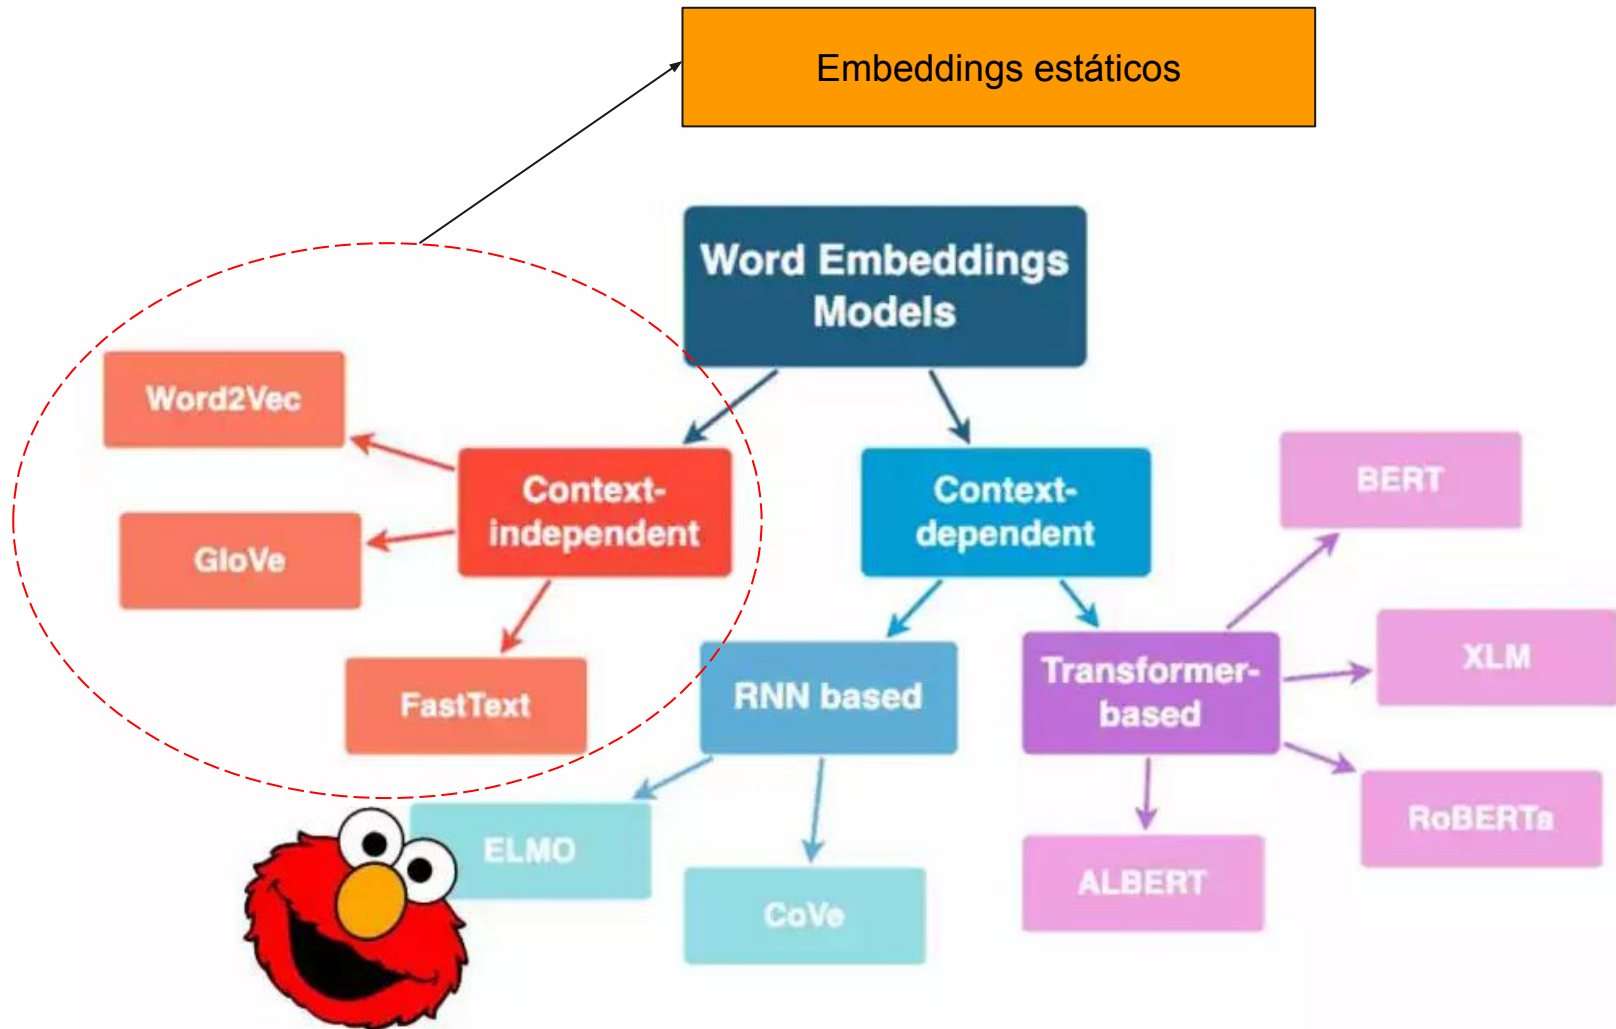 Embeddings estáticos
Word Embeddings
Models
Word2Vec
GloVe
FastText
Context-
independent
Context-
dependent
RNN based
Transformer-
based
ELMO
CoVe
BERT
XLM
RoBERTa
ALBERT